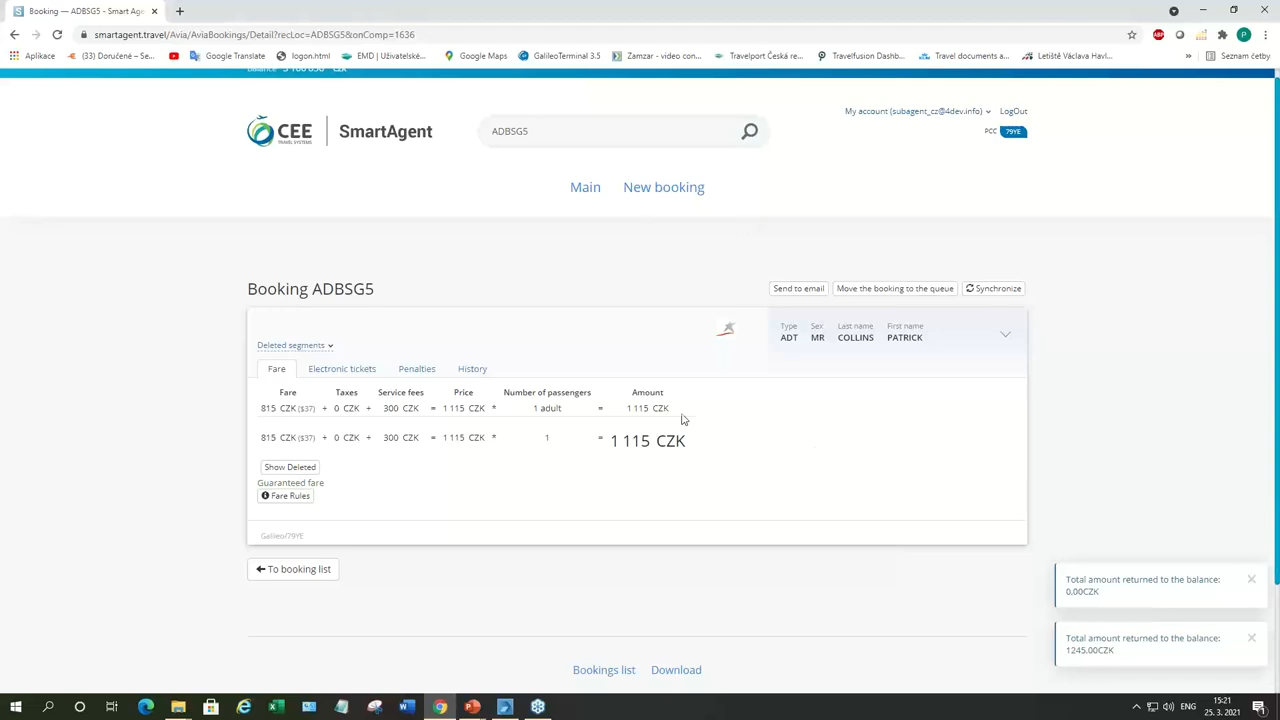 Booking — ADBSG5 - Smart Agen
smartagent.travel/Avia/AviaBookings/Detail?recLoc=ADBSG5&onComp=1636
Aplikace
(33) Doručené – Se...
Google Translate
logon.html
EMD | Uživatelské...
Google Maps
GalileoTerminal 3.5
Zamzar - video con...
Travelport Česká re...
Travelfusion Dashb...
Travel documents a...
Letiště Václava Havl...
»
Seznam četby
CEE
TRAVEL SYSTEMS
SmartAgent
ADBSG5
My account (subagent_cz@4dev.info)
LogOut
PCC 79YE
Main
New booking
Booking ADBSG5
Send to email
Move the booking to the queue
Synchronize
Type Sex Last name First name
ADT MR COLLINS PATRICK
Deleted segments
Fare Electronic tickets Penalties History
Fare Taxes Service fees Price Number of passengers Amount
815 CZK ($37) + 0 CZK + 300 CZK = 1 115 CZK * 1 adult = 1 115 CZK
815 CZK ($37) + 0 CZK + 300 CZK = 1 115 CZK * 1 = 1 115 CZK
Show Deleted
Guaranteed fare
Fare Rules
Galileo/79YE
To booking list
Total amount returned to the balance:
0,00CZK
Total amount returned to the balance:
1245,00CZK
Bookings list
Download
ENG
15:21
25. 3. 2021